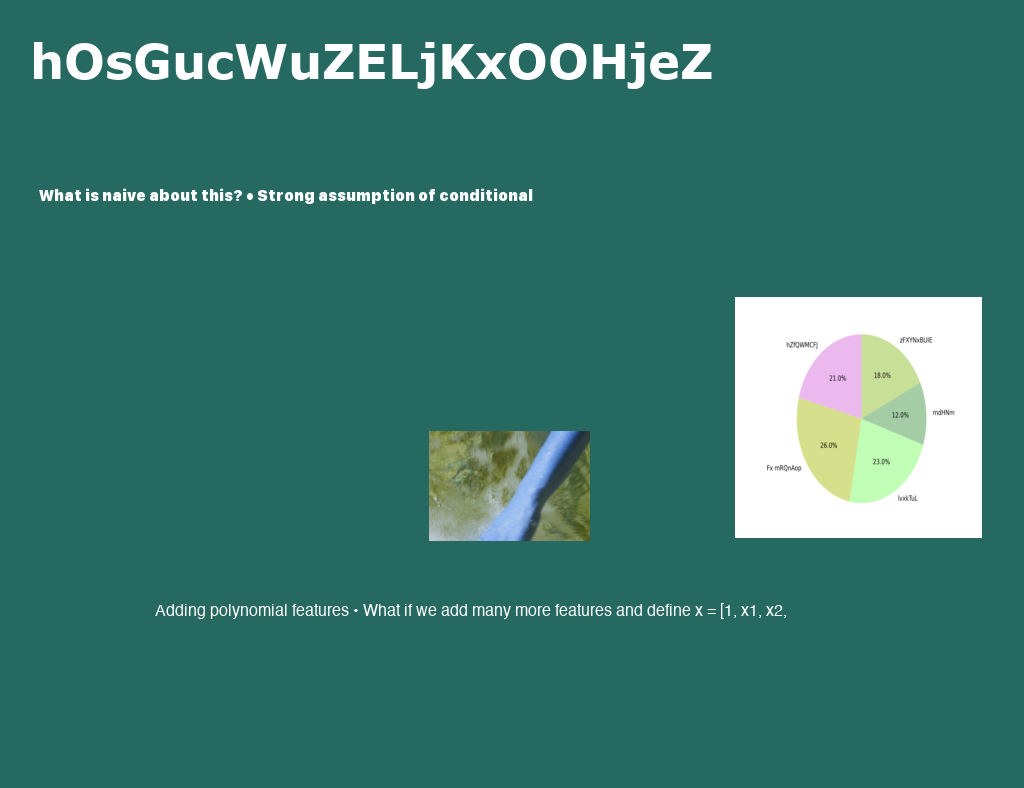 hOsGucWuZELjKxOOHjeZ
What is naive about this? • Strong assumption of conditional
hZfQWMCFj
zFXYNxBUIE
21.0%
18.0%
mdHNm
12.0%
26.0%
23.0%
Fx mRQnAop
lvxkTuL
Adding polynomial features • What if we add many more features and define x = [1, x1, x2,